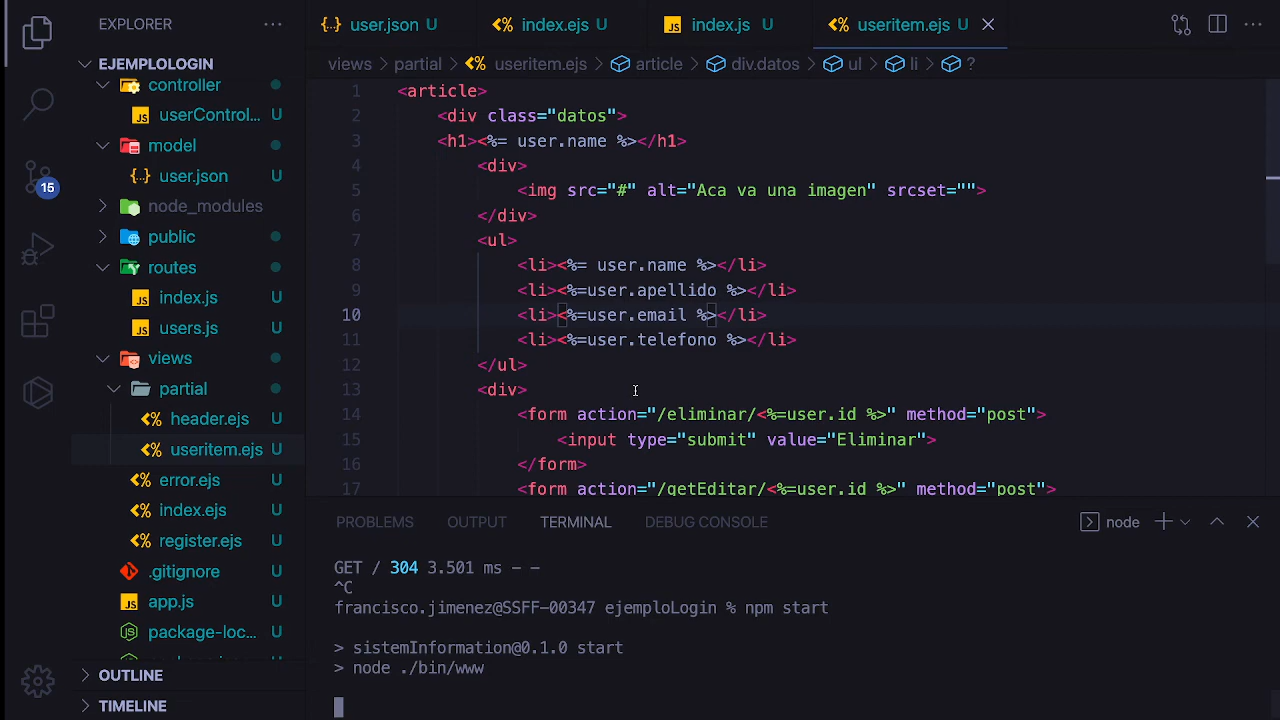 EXPLORER
EJEMPLOLOGIN
controller
JS userControl... U
model
{..} user.json U
node_modules
public
routes
JS index.js U
JS users.js U
views
partial
<% header.ejs U
<% useritem.ejs U
<% error.ejs U
<% index.ejs U
<% register.ejs U
.gitignore U
JS app.js U
package-loc... U
OUTLINE
TIMELINE
15
{..} user.json U
<% index.ejs U
JS index.js U
<% useritem.ejs U
views > partial > <% useritem.ejs > article > div.datos > ul > li > ?
1 <article>
2 <div class="datos">
3 <h1><%= user.name %></h1>
4 <div>
5 <img src="#" alt="Aca va una imagen" srcset="">
6 </div>
7 <ul>
8 <li><%= user.name %></li>
9 <li><%=user.apellido %></li>
10 <li><%=user.email %></li>
11 <li><%=user.telefono %></li>
12 </ul>
13 <div>
14 <form action="/eliminar/<%=user.id %>" method="post">
15 <input type="submit" value="Eliminar">
16 </form>
17 <form action="/getEditar/<%=user.id %>" method="post">
PROBLEMS OUTPUT TERMINAL DEBUG CONSOLE
node
GET / 304 3.501 ms - -
^C
francisco.jimenez@SSFF-00347 ejemploLogin % npm start
> sistemInformation@0.1.0 start
> node ./bin/www